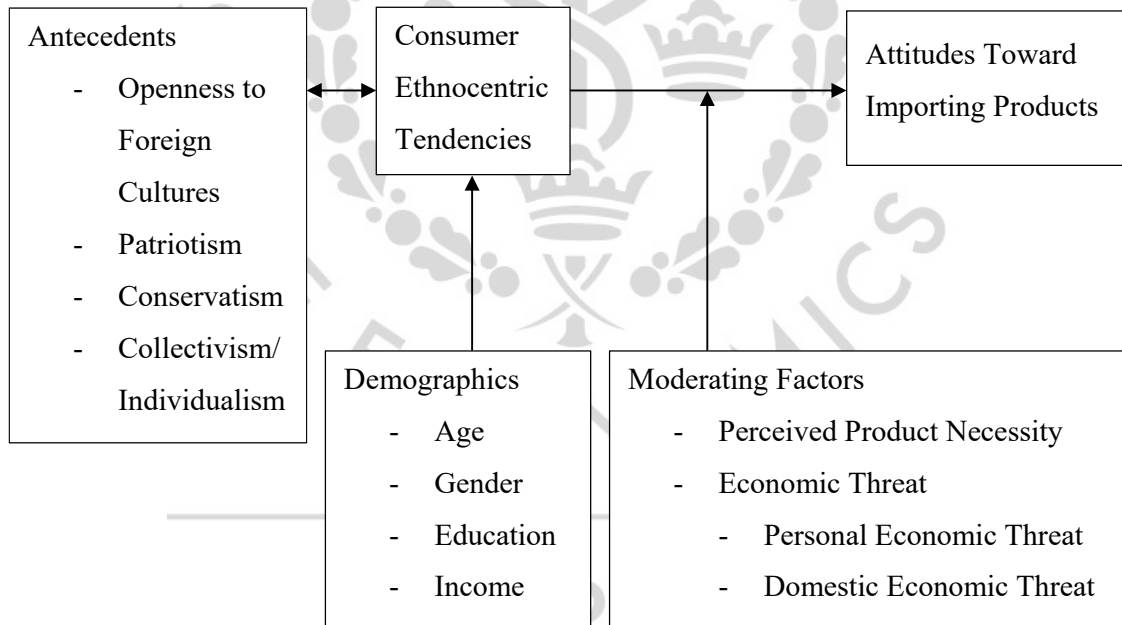 Antecedents
- Openness to
Foreign
Cultures
- Patriotism
- Conservatism
- Collectivism/
Individualism
Consumer
Ethnocentric
Tendencies
Attitudes Toward
Importing Products
Demographics
- Age
- Gender
- Education
- Income
Moderating Factors
- Perceived Product Necessity
- Economic Threat
- Personal Economic Threat
- Domestic Economic Threat